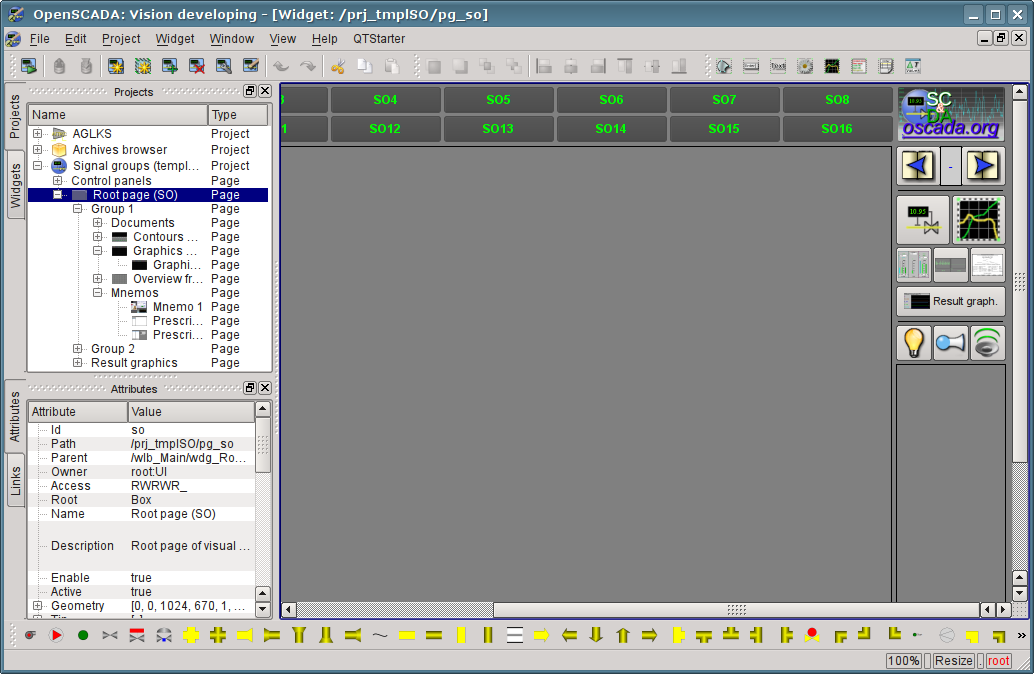 OpenSCADA: Vision developing - [Widget: /prj_tmplSO/pg_so]
File Edit Project Widget Window View Help QTStarter
Projects
Widgets
Attributes
Links
Projects
Name Type
AGLKS Project
Archives browser Project
Signal groups (templ... Project
Control panels Page
Root page (SO) Page
Group 1 Page
Documents Page
Contours ... Page
Graphics ... Page
Graphi... Page
Overview fr... Page
Mnemos Page
Mnemo 1 Page
Prescri... Page
Prescri... Page
Group 2 Page
Result graphics Page
Attributes
Attribute Value
Id so
Path /prj_tmplSO/pg_so
Parent /wlb_Main/wdg_Ro...
Owner root:UI
Access RWRWR_
Root Box
Name Root page (SO)
Description Root page of visual ...
Enable true
Active true
Geometry [0, 0, 1024, 670, 1, ...
3 SO4 SO5 SO6 SO7 SO8
1 SO12 SO13 SO14 SO15 SO16
SC
&
DA
oscada.org
-
10.95
Result graph.
Text
»
100% Resize . root